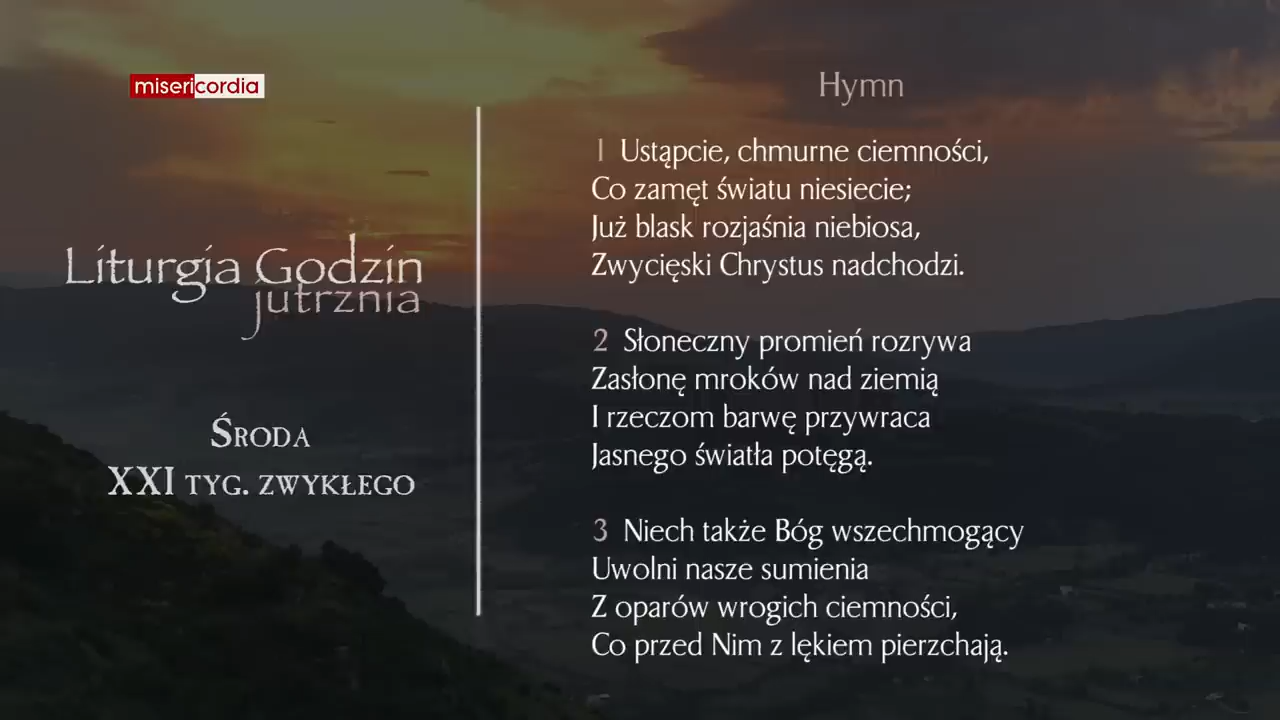 misericordia
Liturgia Godzin
jutrznia
Środa
XXI tyg. zwykłego
Hymn
1 Ustąpcie, chmurne ciemności,
Co zamęt światu niesiecie;
Już blask rozjaśnia niebiosa,
Zwycięski Chrystus nadchodzi.
2 Słoneczny promień rozrywa
Zasłonę mroków nad ziemią
I rzeczom barwę przywraca
Jasnego światła potęgą.
3 Niech także Bóg wszechmogący
Uwolni nasze sumienia
Z oparów wrogich ciemności,
Co przed Nim z lękiem pierzchają.